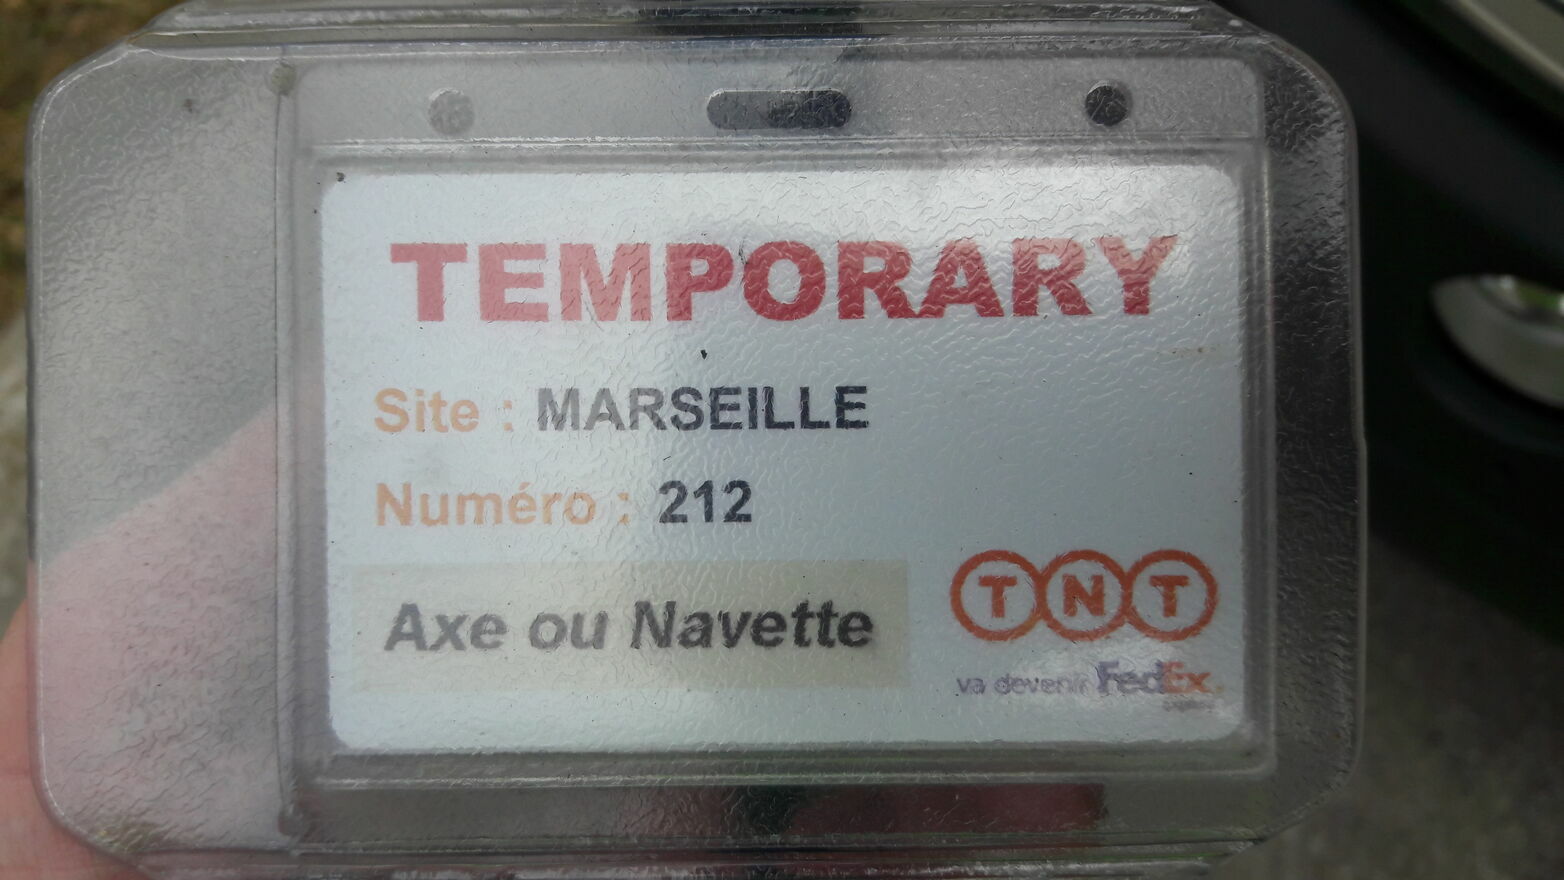 TEMPORARY
Site : MARSEILLE
Numéro : 212
Axe ou Navette
TNT
va devenir FedEx